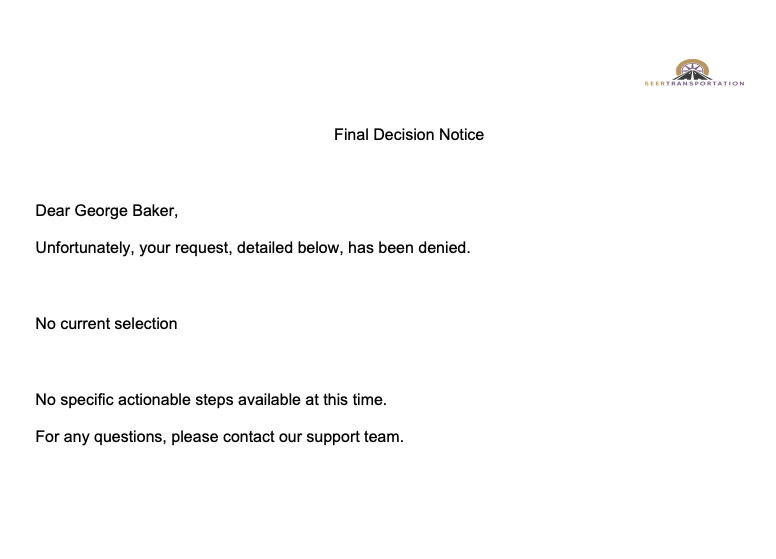 SEERTRANSPORTATION
Final Decision Notice
Dear George Baker,
Unfortunately, your request, detailed below, has been denied.
No current selection
No specific actionable steps available at this time.
For any questions, please contact our support team.